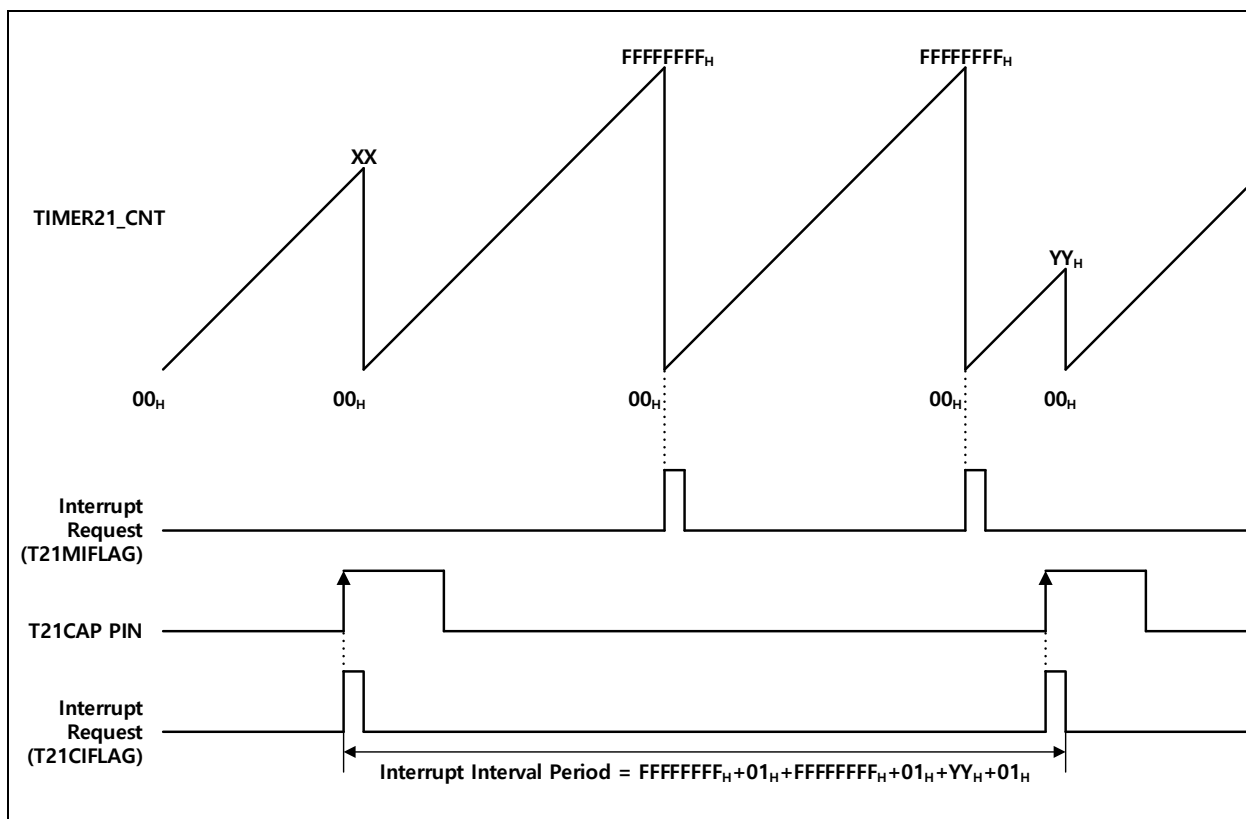 FFFFFFFFH FFFFFFFFH
XX
TIMER21_CNT
YYH
00H 00H 00H 00H 00H
Interrupt
Request
(T21MIFLAG)
T21CAP PIN
Interrupt
Request
(T21CIFLAG)
Interrupt Interval Period = FFFFFFFFH+01H+FFFFFFFFH+01H+YYH+01H